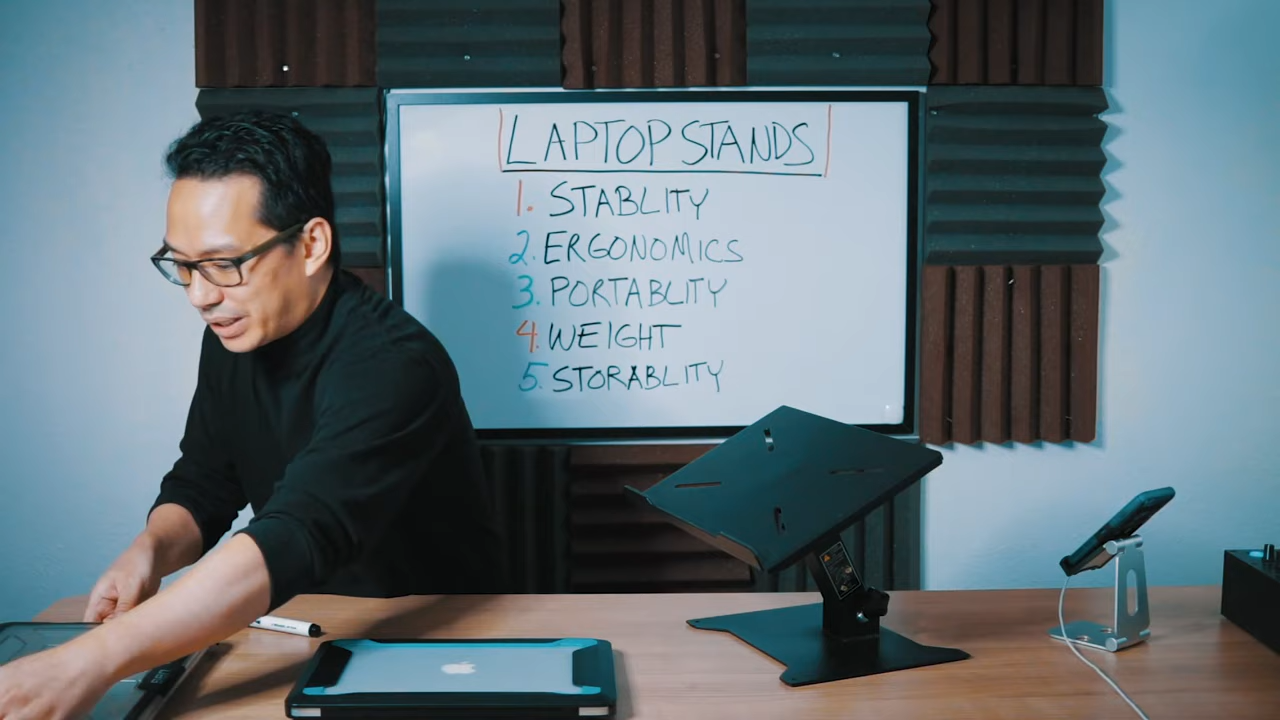 LAPTOP STANDS
1. STABLITY
2. ERGONOMICS
3. PORTABLITY
4. WEIGHT
5. STORABLITY